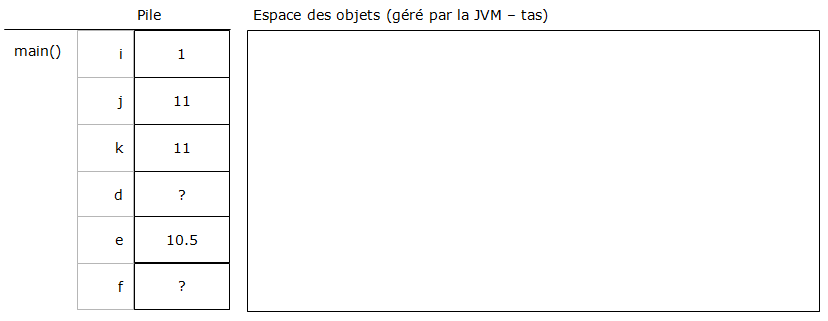 Pile Espace des objets (géré par la JVM – tas)
main() i 1
j 11
k 11
d ?
e 10.5
f ?